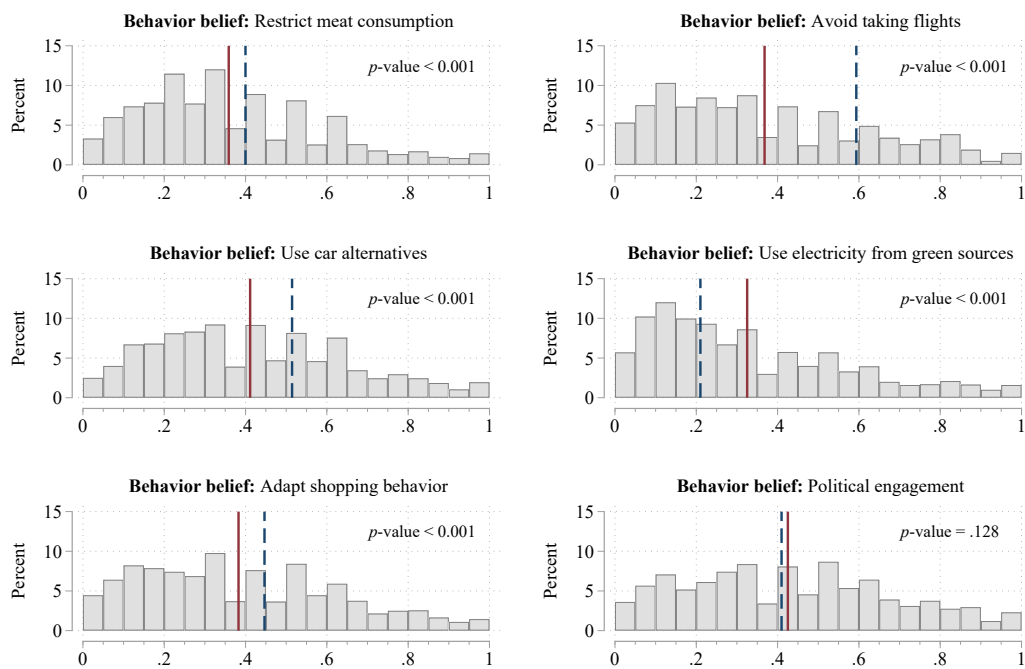 Behavior belief: Restrict meat consumption
Percent
15
10
5
0
p-value < 0.001
0 .2 .4 .6 .8 1
Behavior belief: Avoid taking flights
Percent
15
10
5
0
p-value < 0.001
0 .2 .4 .6 .8 1
Behavior belief: Use car alternatives
Percent
15
10
5
0
p-value < 0.001
0 .2 .4 .6 .8 1
Behavior belief: Use electricity from green sources
Percent
15
10
5
0
p-value < 0.001
0 .2 .4 .6 .8 1
Behavior belief: Adapt shopping behavior
Percent
15
10
5
0
p-value < 0.001
0 .2 .4 .6 .8 1
Behavior belief: Political engagement
Percent
15
10
5
0
p-value = .128
0 .2 .4 .6 .8 1